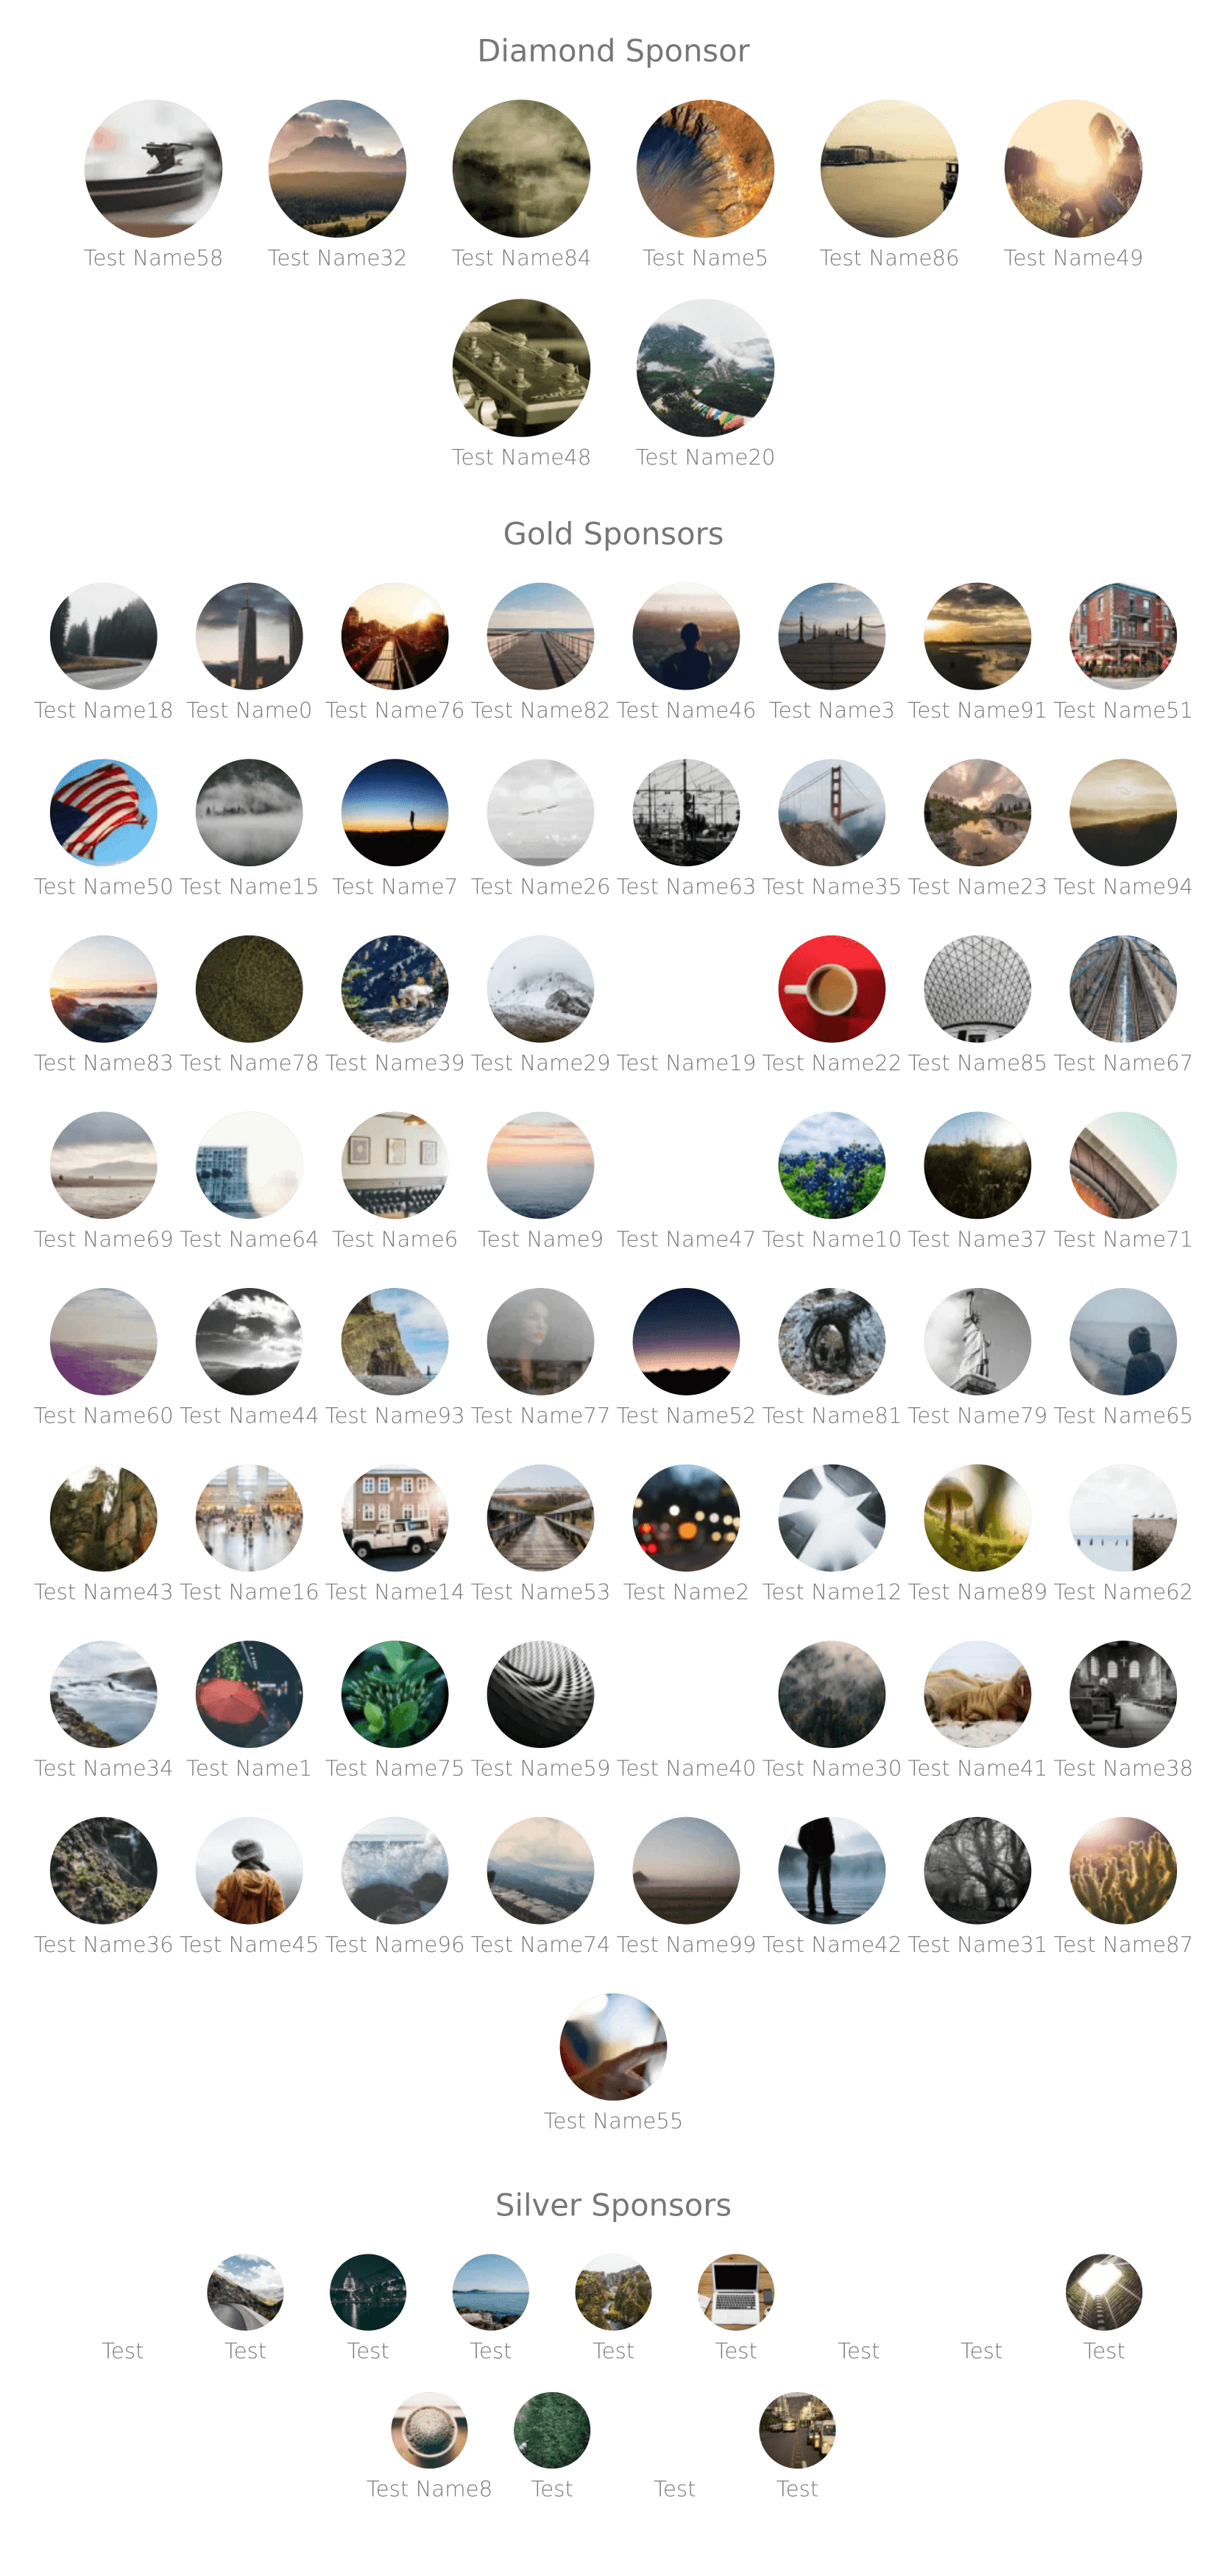 Diamond Sponsor
Test Name58 Test Name32 Test Name84 Test Name5 Test Name86 Test Name49
Test Name48 Test Name20
Gold Sponsors
Test Name18 Test Name0 Test Name76 Test Name82 Test Name46 Test Name3 Test Name91 Test Name51
Test Name50 Test Name15 Test Name7 Test Name26 Test Name63 Test Name35 Test Name23 Test Name94
Test Name83 Test Name78 Test Name39 Test Name29 Test Name19 Test Name22 Test Name85 Test Name67
Test Name69 Test Name64 Test Name6 Test Name9 Test Name47 Test Name10 Test Name37 Test Name71
Test Name60 Test Name44 Test Name93 Test Name77 Test Name52 Test Name81 Test Name79 Test Name65
Test Name43 Test Name16 Test Name14 Test Name53 Test Name2 Test Name12 Test Name89 Test Name62
Test Name34 Test Name1 Test Name75 Test Name59 Test Name40 Test Name30 Test Name41 Test Name38
Test Name36 Test Name45 Test Name96 Test Name74 Test Name99 Test Name42 Test Name31 Test Name87
Test Name55
Silver Sponsors
Test Test Test Test Test Test Test Test Test
Test Name8 Test Test Test